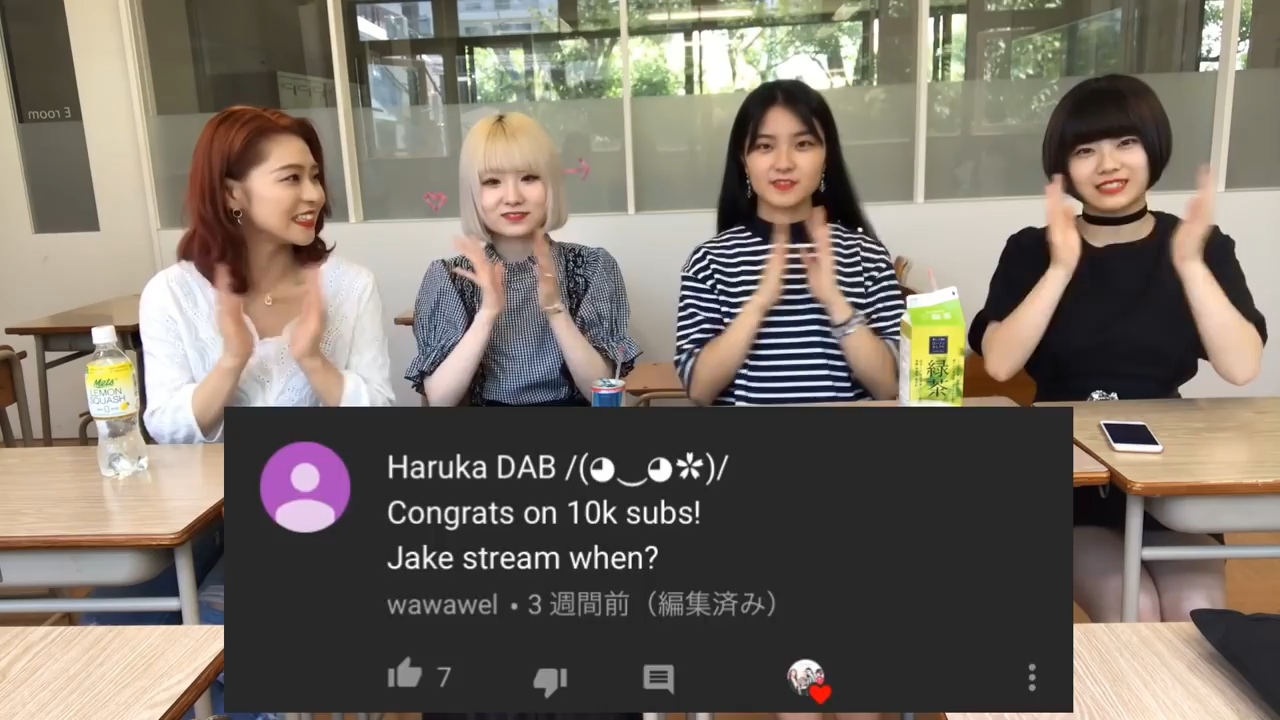 E room
Mets
LEMON
SQUASH
緑茶
Haruka DAB /(◕‿◕✲)/
Congrats on 10k subs!
Jake stream when?
wawawel • 3 週間前（編集済み）
7